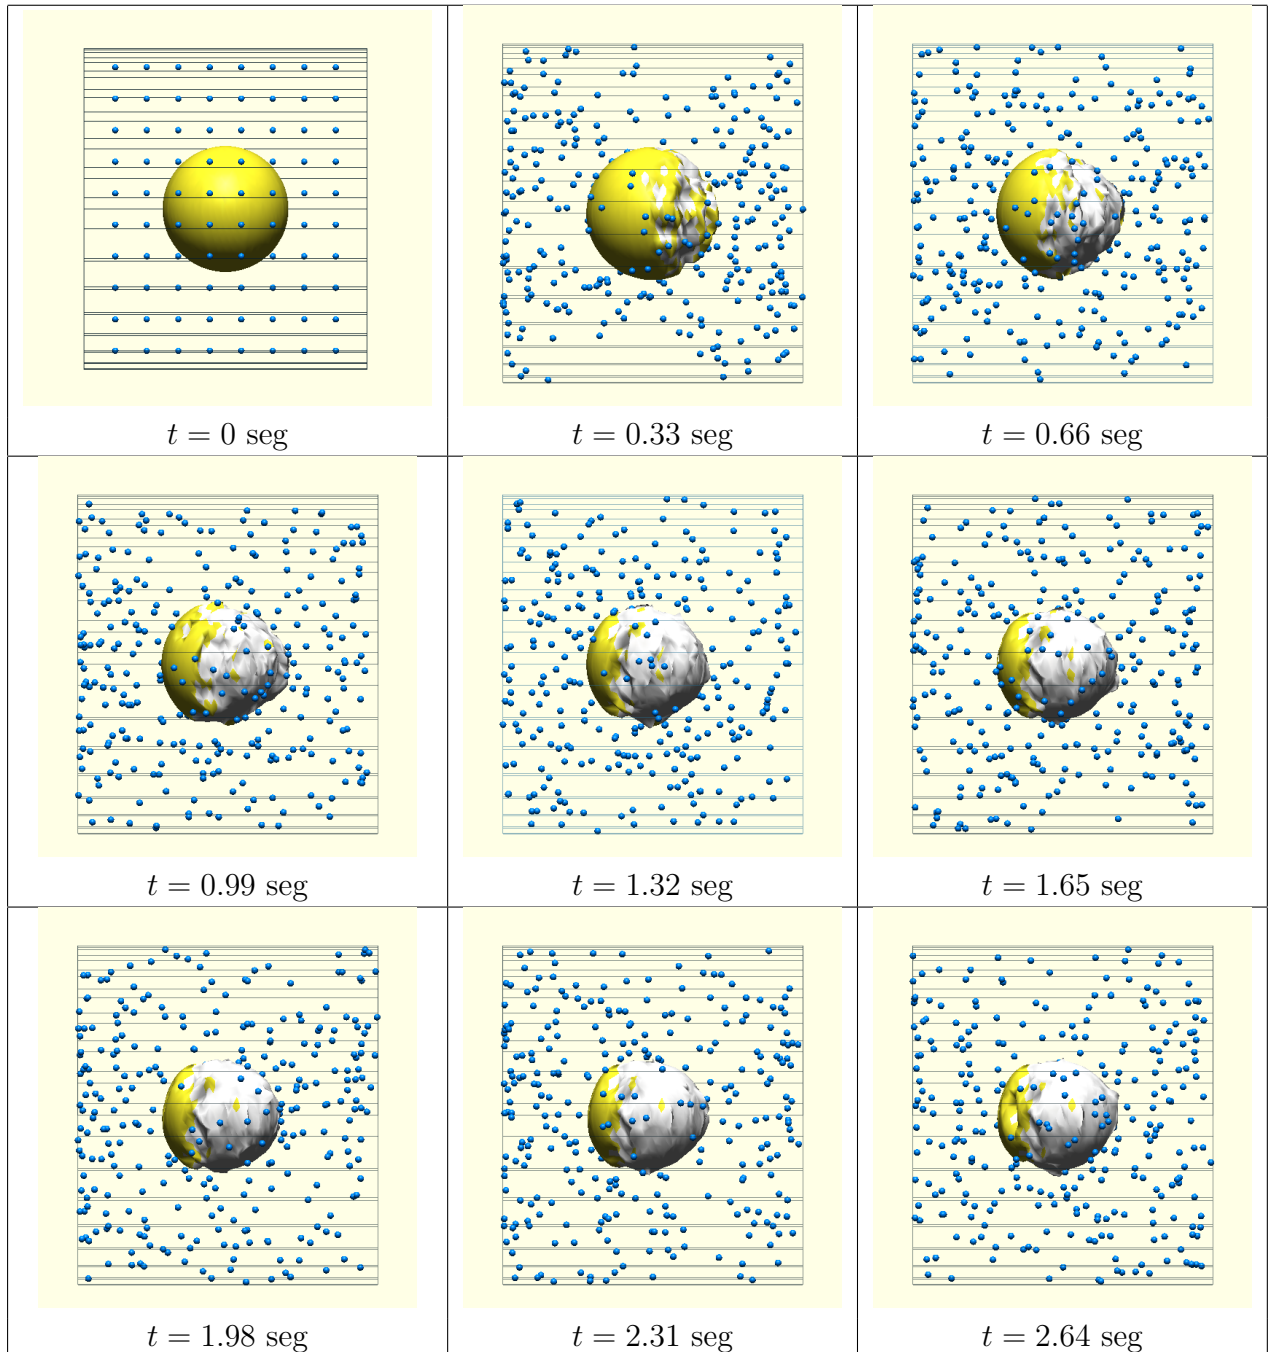 t = 0 seg
t = 0.33 seg
t = 0.66 seg
t = 0.99 seg
t = 1.32 seg
t = 1.65 seg
t = 1.98 seg
t = 2.31 seg
t = 2.64 seg